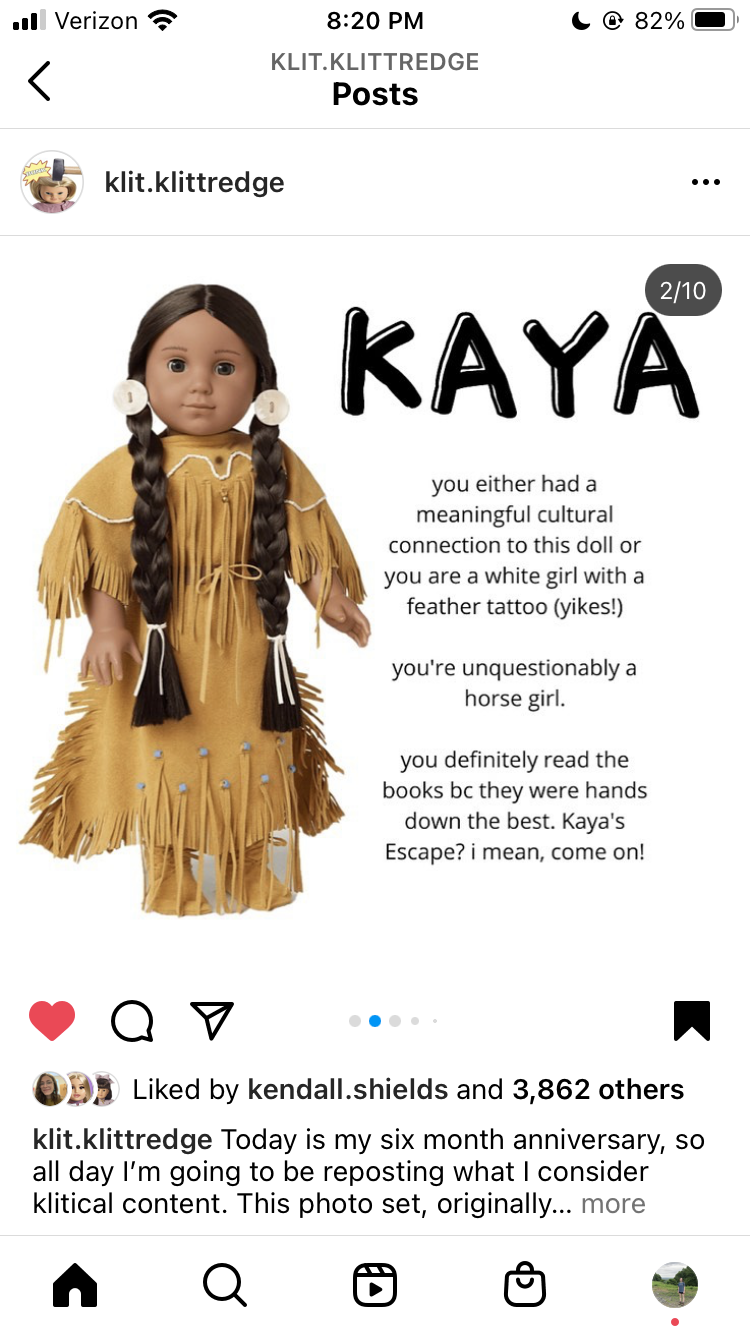 Verizon 8:20 PM 82%
KLIT.KLITTREDGE
Posts
klit.klittredge
2/10
KAYA
you either had a
meaningful cultural
connection to this doll or
you are a white girl with a
feather tattoo (yikes!)
you're unquestionably a
horse girl.
you definitely read the
books bc they were hands
down the best. Kaya's
Escape? i mean, come on!
Liked by kendall.shields and 3,862 others
klit.klittredge Today is my six month anniversary, so
all day I’m going to be reposting what I consider
klitical content. This photo set, originally... more